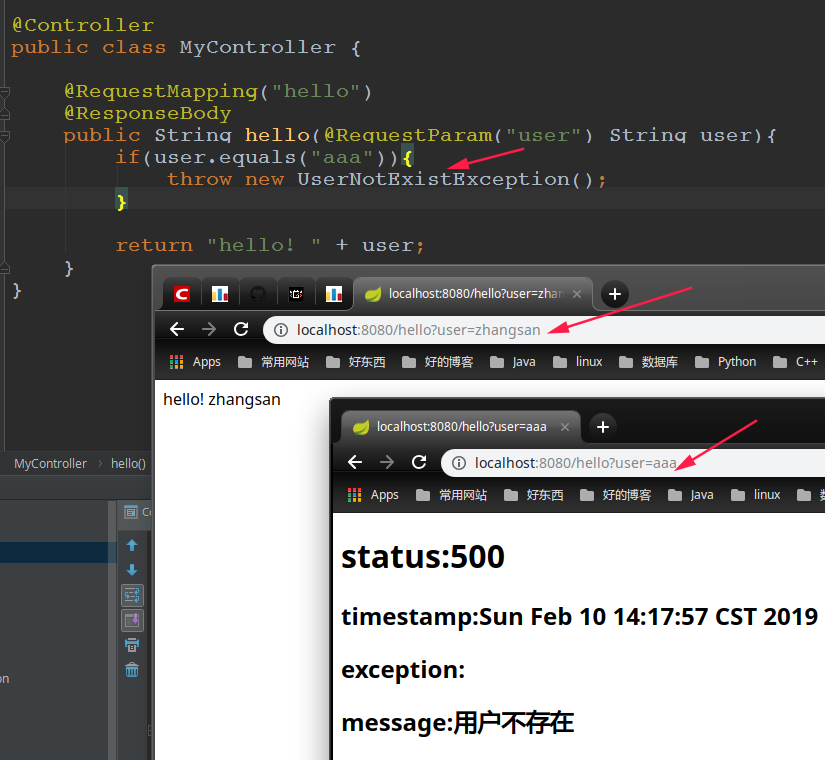 @Controller
public class MyController {
@RequestMapping("hello")
@ResponseBody
public String hello(@RequestParam("user") String user){
if(user.equals("aaa")){
throw new UserNotExistException();
}
return "hello! " + user;
}
}
localhost:8080/hello?user=zhan
localhost:8080/hello?user=zhangsan
Apps 常用网站 好东西 好的博客 Java linux 数据库 Python C++
hello! zhangsan
localhost:8080/hello?user=aaa
MyController hello()
localhost:8080/hello?user=aaa
Apps 常用网站 好东西 好的博客 Java linux
status:500
timestamp:Sun Feb 10 14:17:57 CST 2019
exception:
message:用户不存在